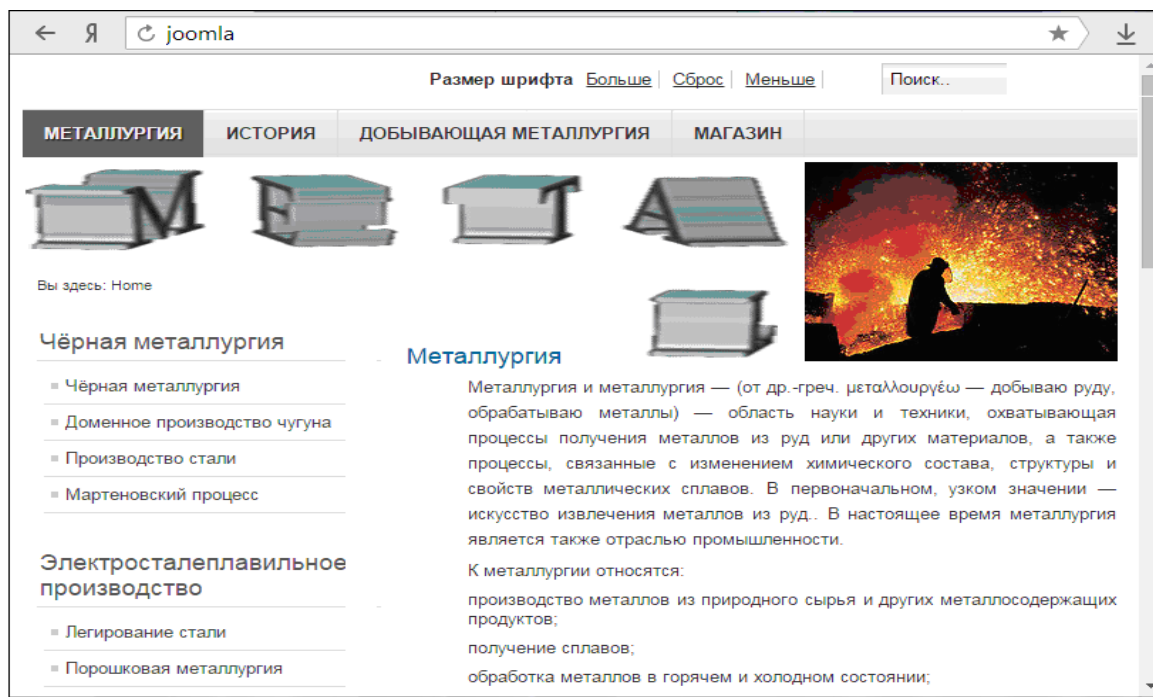 Я joomla
Размер шрифта Больше Сброс Меньше Поиск..
МЕТАЛЛУРГИЯ ИСТОРИЯ ДОБЫВАЮЩАЯ МЕТАЛЛУРГИЯ МАГАЗИН
М Е Т А
Л
Вы здесь: Home
Чёрная металлургия
Чёрная металлургия
Доменное производство чугуна
Производство стали
Мартеновский процесс
Электросталеплавильное
производство
Легирование стали
Порошковая металлургия
Металлургия
Металлургия и металлургия — (от др.-греч. μεταλλουργέω — добываю руду,
обрабатываю металлы) — область науки и техники, охватывающая
процессы получения металлов из руд или других материалов, а также
процессы, связанные с изменением химического состава, структуры и
свойств металлических сплавов. В первоначальном, узком значении —
искусство извлечения металлов из руд.. В настоящее время металлургия
является также отраслью промышленности.
К металлургии относятся:
производство металлов из природного сырья и других металлосодержащих
продуктов;
получение сплавов;
обработка металлов в горячем и холодном состоянии;